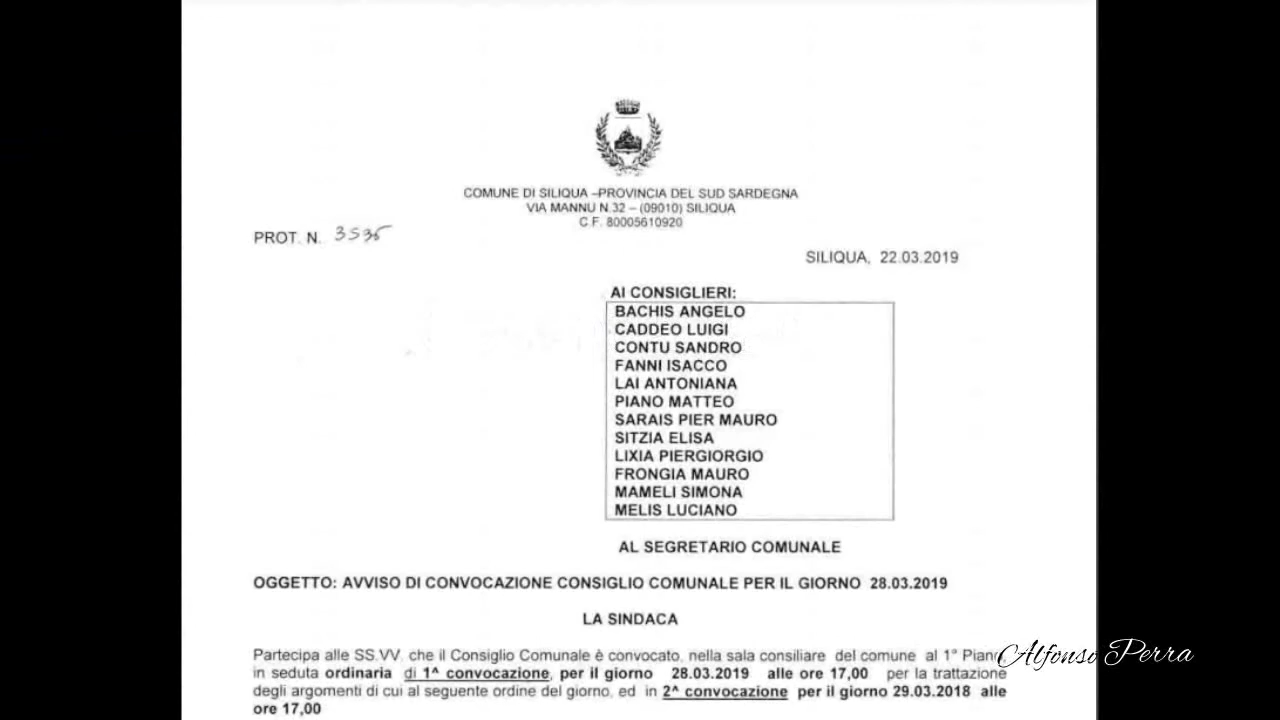 COMUNE DI SILIQUA –PROVINCIA DEL SUD SARDEGNA
VIA MANNU N.32 – (09010) SILIQUA
C.F. 80005610920
PROT. N. 3535
SILIQUA, 22.03.2019
AI CONSIGLIERI:
BACHIS ANGELO
CADDEO LUIGI
CONTU SANDRO
FANNI ISACCO
LAI ANTONIANA
PIANO MATTEO
SARAIS PIER MAURO
SITZIA ELISA
LIXIA PIERGIORGIO
FRONGIA MAURO
MAMELI SIMONA
MELIS LUCIANO
AL SEGRETARIO COMUNALE
OGGETTO: AVVISO DI CONVOCAZIONE CONSIGLIO COMUNALE PER IL GIORNO 28.03.2019
LA SINDACA
Partecipa alle SS.VV. che il Consiglio Comunale è convocato, nella sala consiliare del comune al 1° Piano,
in seduta ordinaria di 1^ convocazione, per il giorno 28.03.2019 alle ore 17,00 per la trattazione
degli argomenti di cui al seguente ordine del giorno, ed in 2^ convocazione per il giorno 29.03.2018 alle
ore 17,00
Alfonso Perra